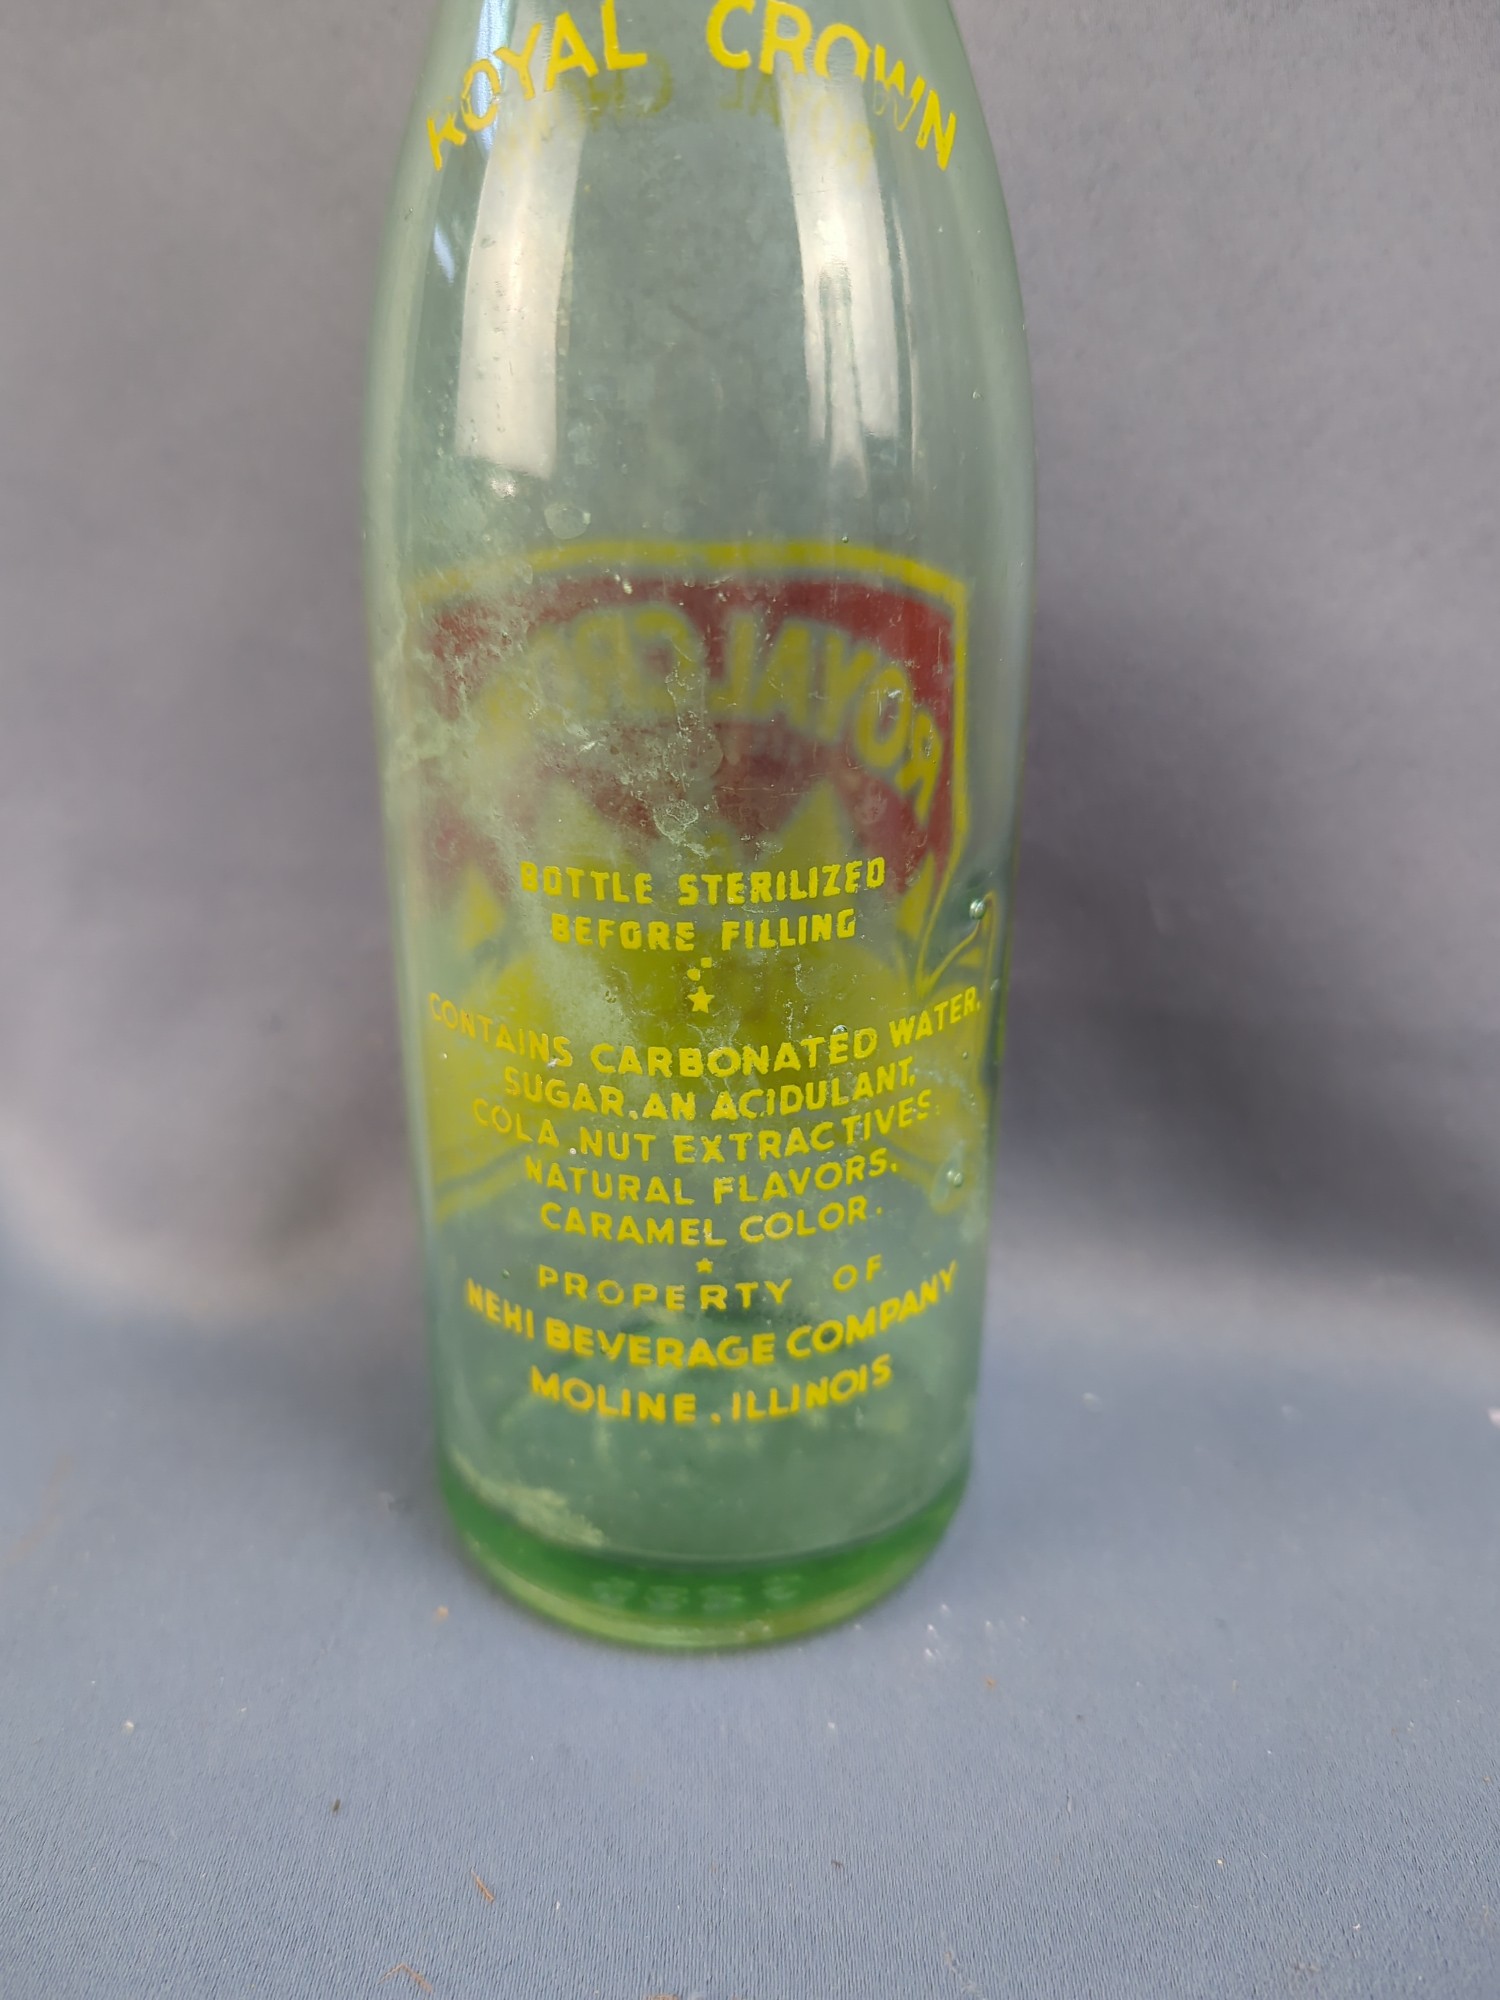 ROYAL CROWN
ROYAL
BOTTLE STERILIZED
BEFORE FILLING
CONTAINS CARBONATED WATER,
SUGAR, AN ACIDULANT,
COLA, NUT EXTRACTIVES,
NATURAL FLAVORS,
CARAMEL COLOR.
PROPERTY OF
NEHI BEVERAGE COMPANY
MOLINE, ILLINOIS